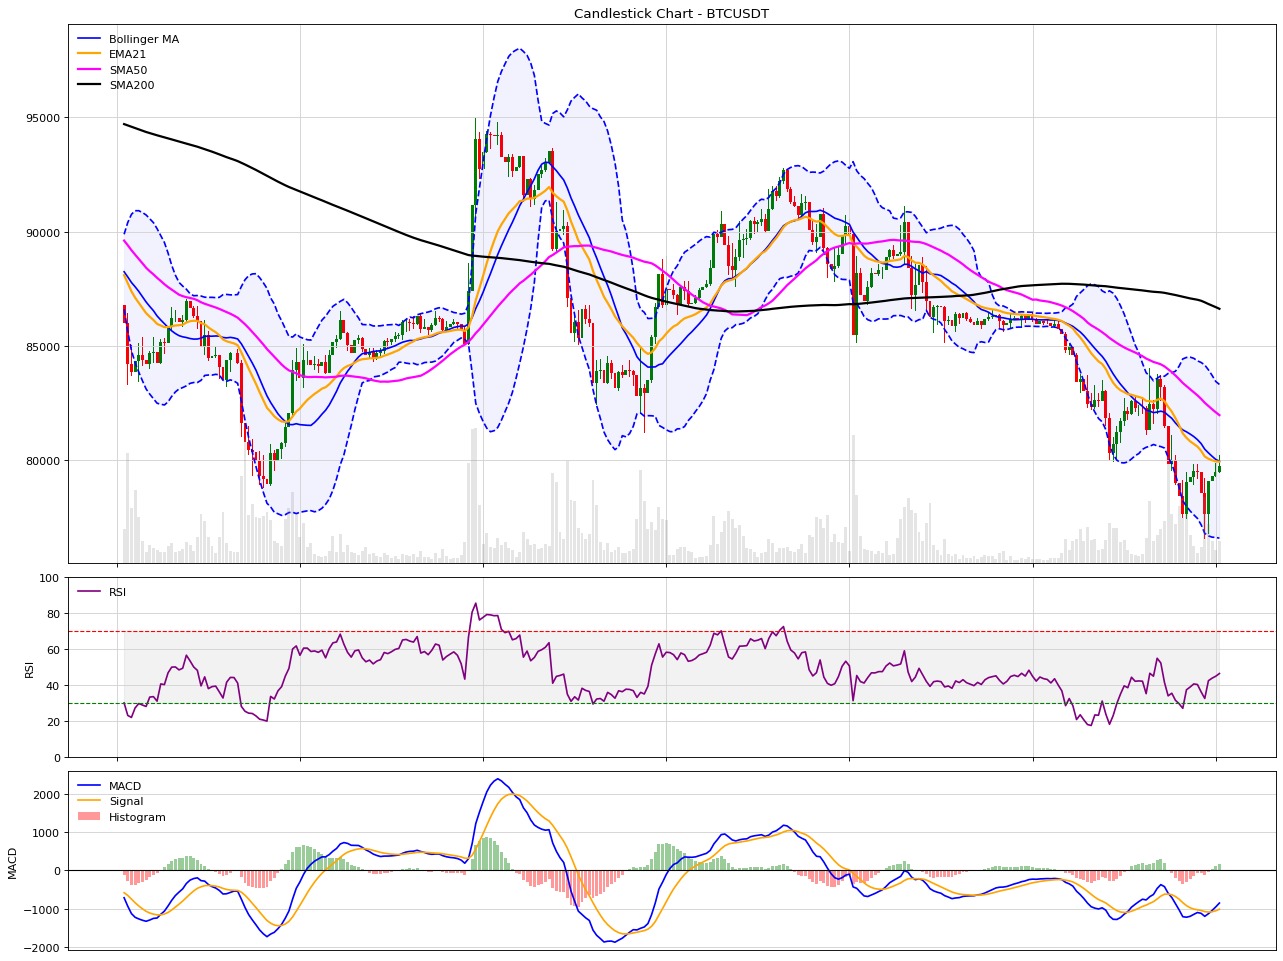 Candlestick Chart - BTCUSDT
Bollinger MA
EMA21
SMA50
SMA200
95000
90000
85000
80000
RSI
100
80
60
40
20
0
RSI
MACD
Signal
Histogram
2000
1000
0
−1000
−2000
MACD